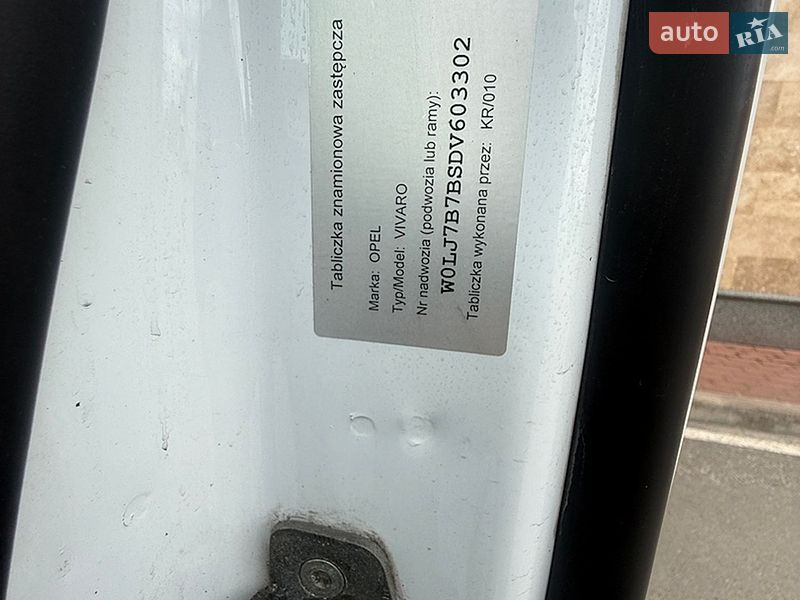 Tabliczka znamionowa zastępcza
Marka: OPEL
Typ/Model: VIVARO
Nr nadwozia (podwozia lub ramy):
W0LJ7B7BSDV603302
Tabliczka wykonana przez: KR/010
auto RIA.com